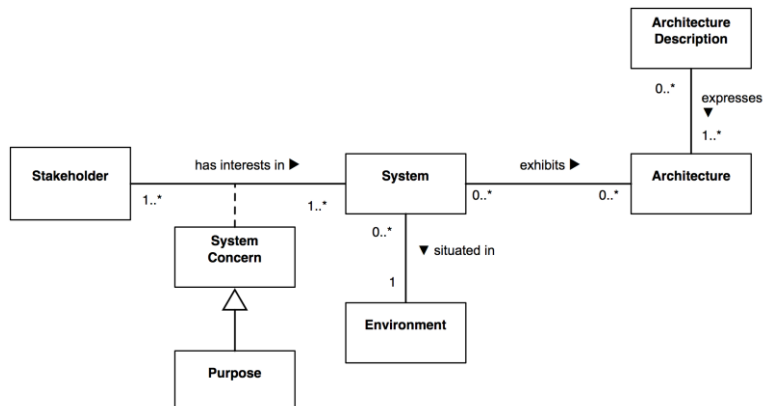 Architecture
Description
0..*
expresses
▼
1..*
Stakeholder
has interests in ▶
System
exhibits ▶
Architecture
1..*
1..*
0..*
0..*
System
Concern
0..*
▼ situated in
1
Environment
Purpose